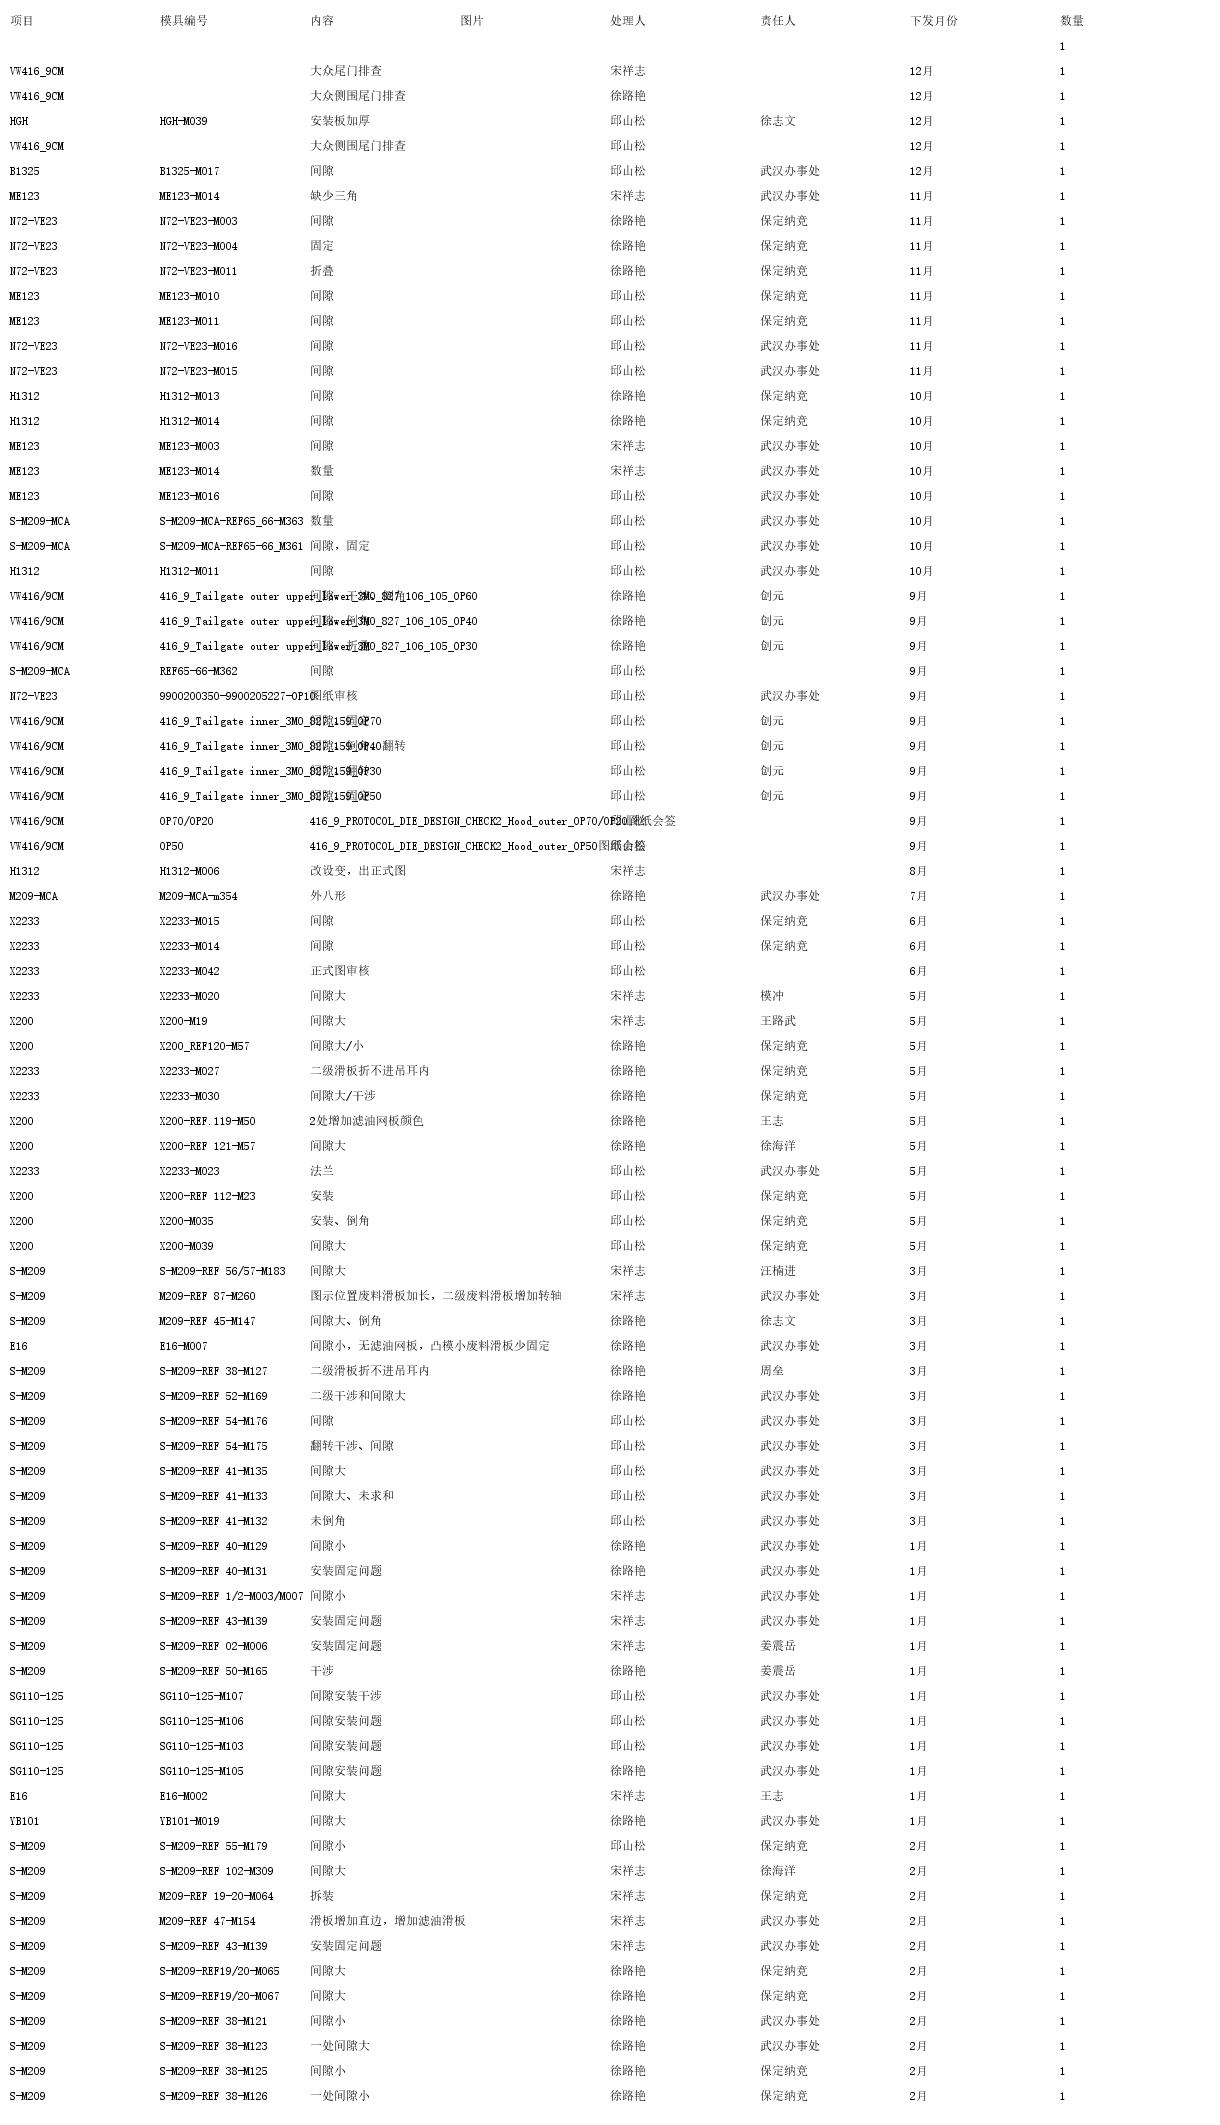 项目 模具编号 内容 图片 处理人 责任人 下发月份 数量
1
VW416_9CM 大众尾门排查 宋祥志 12月 1
VW416_9CM 大众侧围尾门排查 徐路艳 12月 1
HGH HGH-M039 安装板加厚 邱山松 徐志文 12月 1
VW416_9CM 大众侧围尾门排查 邱山松 12月 1
B1325 B1325-M017 间隙 邱山松 武汉办事处 12月 1
ME123 ME123-M014 缺少三角 宋祥志 武汉办事处 11月 1
N72-VE23 N72-VE23-M003 间隙 徐路艳 保定纳竞 11月 1
N72-VE23 N72-VE23-M004 固定 徐路艳 保定纳竞 11月 1
N72-VE23 N72-VE23-M011 折叠 徐路艳 保定纳竞 11月 1
ME123 ME123-M010 间隙 邱山松 保定纳竞 11月 1
ME123 ME123-M011 间隙 邱山松 保定纳竞 11月 1
N72-VE23 N72-VE23-M016 间隙 邱山松 武汉办事处 11月 1
N72-VE23 N72-VE23-M015 间隙 邱山松 武汉办事处 11月 1
H1312 H1312-M013 间隙 徐路艳 保定纳竞 10月 1
H1312 H1312-M014 间隙 徐路艳 保定纳竞 10月 1
ME123 ME123-M003 间隙 宋祥志 武汉办事处 10月 1
ME123 ME123-M014 数量 宋祥志 武汉办事处 10月 1
ME123 ME123-M016 间隙 邱山松 武汉办事处 10月 1
S-M209-MCA S-M209-MCA-REF65_66-M363 数量 邱山松 武汉办事处 10月 1
S-M209-MCA S-M209-MCA-REF65-66_M361 间隙，固定 邱山松 武汉办事处 10月 1
H1312 H1312-M011 间隙 邱山松 武汉办事处 10月 1
VW416/9CM 416_9_Tailgate outer upper_lower_3M0_827_106_105_OP60 徐路艳 创元 9月 1
VW416/9CM 416_9_Tailgate outer upper_lower_3M0_827_106_105_OP40 徐路艳 创元 9月 1
VW416/9CM 416_9_Tailgate outer upper_lower_3M0_827_106_105_OP30 徐路艳 创元 9月 1
S-M209-MCA REF65-66-M362 间隙 邱山松 9月 1
N72-VE23 9900200350-9900205227-OP10 图纸审核 邱山松 武汉办事处 9月 1
VW416/9CM 416_9_Tailgate inner_3M0_827_159_OP70 邱山松 创元 9月 1
VW416/9CM 416_9_Tailgate inner_3M0_827_159_OP40 翻转 邱山松 创元 9月 1
VW416/9CM 416_9_Tailgate inner_3M0_827_159_OP30 邱山松 创元 9月 1
VW416/9CM 416_9_Tailgate inner_3M0_827_159_OP50 邱山松 创元 9月 1
VW416/9CM OP70/OP20 416_9_PROTOCOL_DIE_DESIGN_CHECK2_Hood_outer_OP70/OP20图纸会签 9月 1
VW416/9CM OP50 416_9_PROTOCOL_DIE_DESIGN_CHECK2_Hood_outer_OP50图纸会签 9月 1
H1312 H1312-M006 改设变，出正式图 宋祥志 8月 1
M209-MCA M209-MCA-m354 外八形 徐路艳 武汉办事处 7月 1
X2233 X2233-M015 间隙 邱山松 保定纳竞 6月 1
X2233 X2233-M014 间隙 邱山松 保定纳竞 6月 1
X2233 X2233-M042 正式图审核 邱山松 6月 1
X2233 X2233-M020 间隙大 宋祥志 模冲 5月 1
X200 X200-M19 间隙大 宋祥志 王路武 5月 1
X200 X200_REF120-M57 间隙大/小 徐路艳 保定纳竞 5月 1
X2233 X2233-M027 二级滑板折不进吊耳内 徐路艳 保定纳竞 5月 1
X2233 X2233-M030 间隙大/干涉 徐路艳 保定纳竞 5月 1
X200 X200-REF.119-M50 2处增加滤油网板颜色 徐路艳 王志 5月 1
X200 X200-REF 121-M57 间隙大 徐路艳 徐海洋 5月 1
X2233 X2233-M023 法兰 邱山松 武汉办事处 5月 1
X200 X200-REF 112-M23 安装 邱山松 保定纳竞 5月 1
X200 X200-M035 安装、倒角 邱山松 保定纳竞 5月 1
X200 X200-M039 间隙大 邱山松 保定纳竞 5月 1
S-M209 S-M209-REF 56/57-M183 间隙大 宋祥志 汪楠进 3月 1
S-M209 M209-REF 87-M260 图示位置废料滑板加长，二级废料滑板增加转轴 宋祥志 武汉办事处 3月 1
S-M209 M209-REF 45-M147 间隙大、倒角 徐路艳 徐志文 3月 1
E16 E16-M007 间隙小，无滤油网板，凸模小废料滑板少固定 徐路艳 武汉办事处 3月 1
S-M209 S-M209-REF 38-M127 二级滑板折不进吊耳内 徐路艳 周垒 3月 1
S-M209 S-M209-REF 52-M169 二级干涉和间隙大 徐路艳 武汉办事处 3月 1
S-M209 S-M209-REF 54-M176 间隙 邱山松 武汉办事处 3月 1
S-M209 S-M209-REF 54-M175 翻转干涉、间隙 邱山松 武汉办事处 3月 1
S-M209 S-M209-REF 41-M135 间隙大 邱山松 武汉办事处 3月 1
S-M209 S-M209-REF 41-M133 间隙大、未求和 邱山松 武汉办事处 3月 1
S-M209 S-M209-REF 41-M132 未倒角 邱山松 武汉办事处 3月 1
S-M209 S-M209-REF 40-M129 间隙小 徐路艳 武汉办事处 1月 1
S-M209 S-M209-REF 40-M131 安装固定问题 徐路艳 武汉办事处 1月 1
S-M209 S-M209-REF 1/2-M003/M007 间隙小 宋祥志 武汉办事处 1月 1
S-M209 S-M209-REF 43-M139 安装固定问题 宋祥志 武汉办事处 1月 1
S-M209 S-M209-REF 02-M006 安装固定问题 宋祥志 姜震岳 1月 1
S-M209 S-M209-REF 50-M165 干涉 徐路艳 姜震岳 1月 1
SG110-125 SG110-125-M107 间隙安装干涉 邱山松 武汉办事处 1月 1
SG110-125 SG110-125-M106 间隙安装问题 邱山松 武汉办事处 1月 1
SG110-125 SG110-125-M103 间隙安装问题 邱山松 武汉办事处 1月 1
SG110-125 SG110-125-M105 间隙安装问题 徐路艳 武汉办事处 1月 1
E16 E16-M002 间隙大 宋祥志 王志 1月 1
YB101 YB101-M019 间隙大 徐路艳 武汉办事处 1月 1
S-M209 S-M209-REF 55-M179 间隙小 邱山松 保定纳竞 2月 1
S-M209 S-M209-REF 102-M309 间隙大 宋祥志 徐海洋 2月 1
S-M209 M209-REF 19-20-M064 拆装 宋祥志 保定纳竞 2月 1
S-M209 M209-REF 47-M154 滑板增加直边，增加滤油滑板 宋祥志 武汉办事处 2月 1
S-M209 S-M209-REF 43-M139 安装固定问题 宋祥志 武汉办事处 2月 1
S-M209 S-M209-REF19/20-M065 间隙大 徐路艳 保定纳竞 2月 1
S-M209 S-M209-REF19/20-M067 间隙大 徐路艳 保定纳竞 2月 1
S-M209 S-M209-REF 38-M121 间隙小 徐路艳 武汉办事处 2月 1
S-M209 S-M209-REF 38-M123 一处间隙大 徐路艳 武汉办事处 2月 1
S-M209 S-M209-REF 38-M125 间隙小 徐路艳 保定纳竞 2月 1
S-M209 S-M209-REF 38-M126 一处间隙小 徐路艳 保定纳竞 2月 1